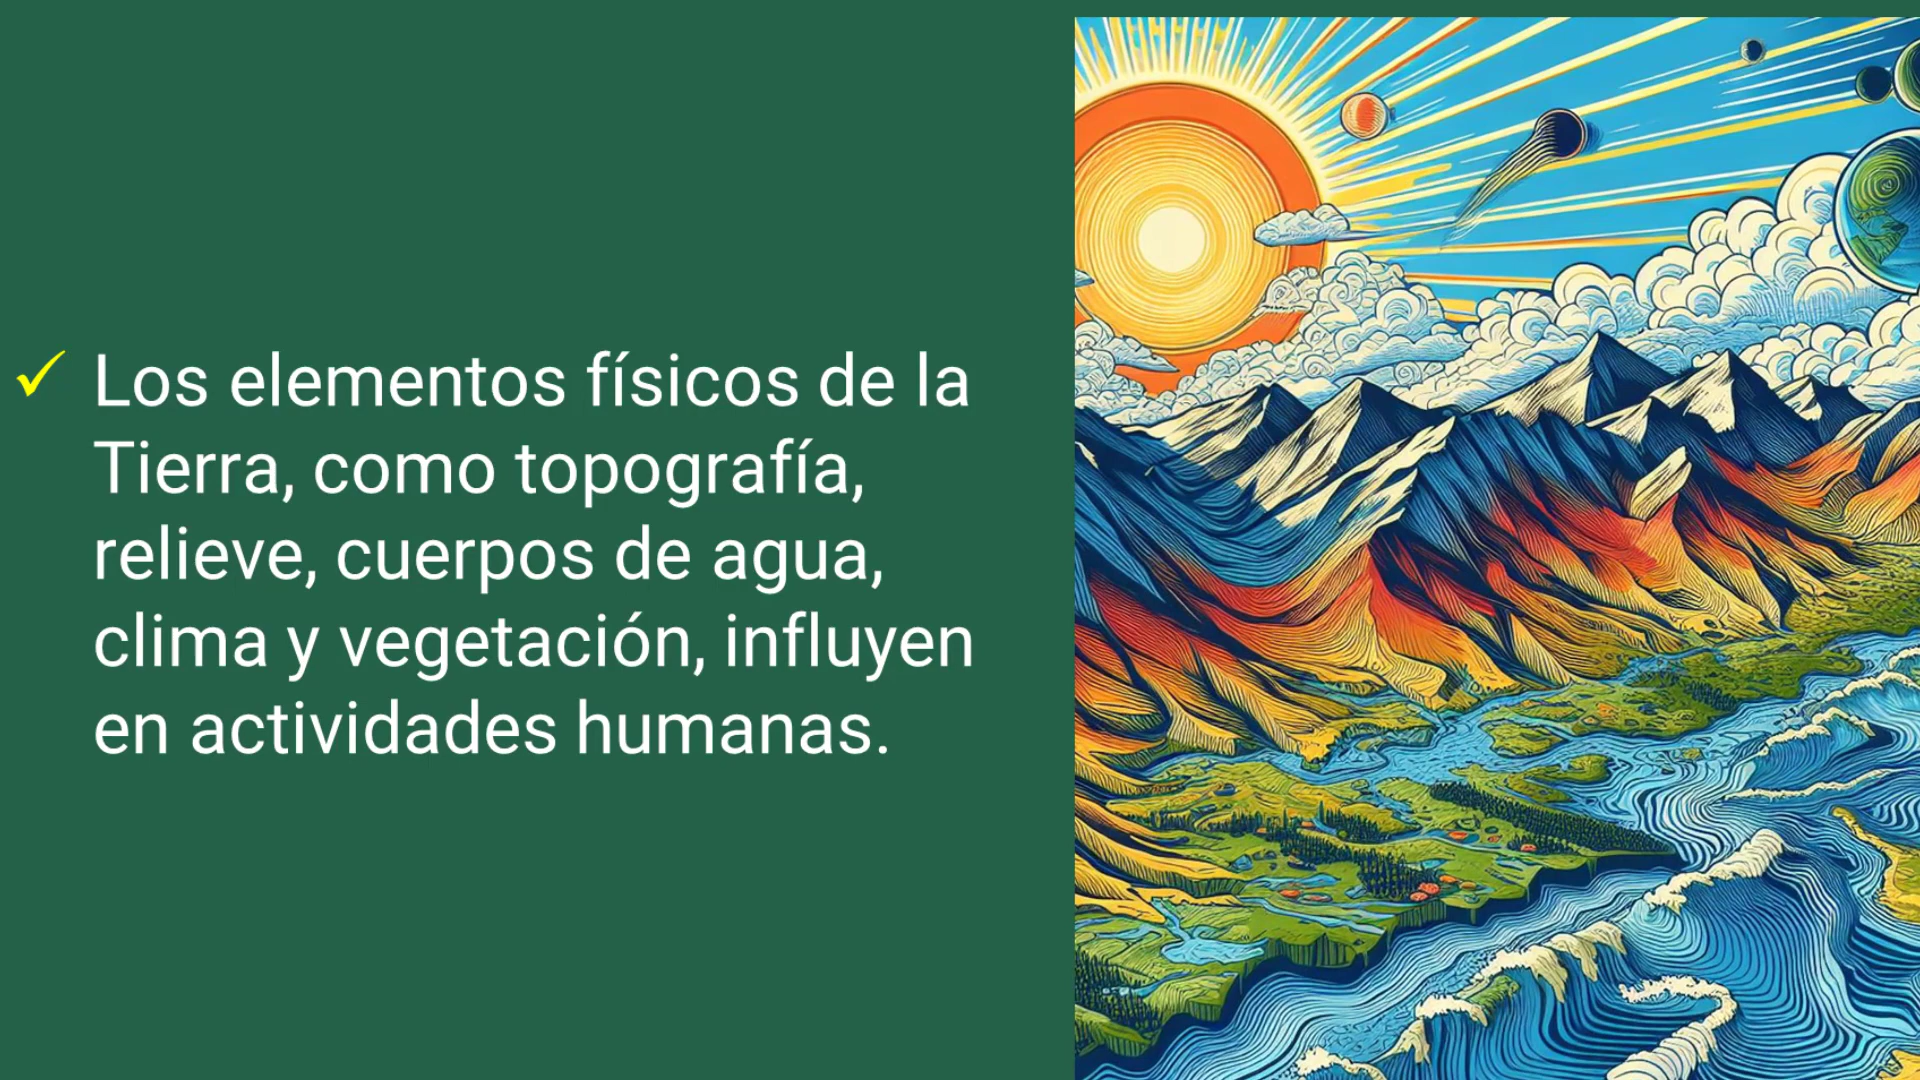 Los elementos físicos de la
Tierra, como topografía,
relieve, cuerpos de agua,
clima y vegetación, influyen
en actividades humanas.